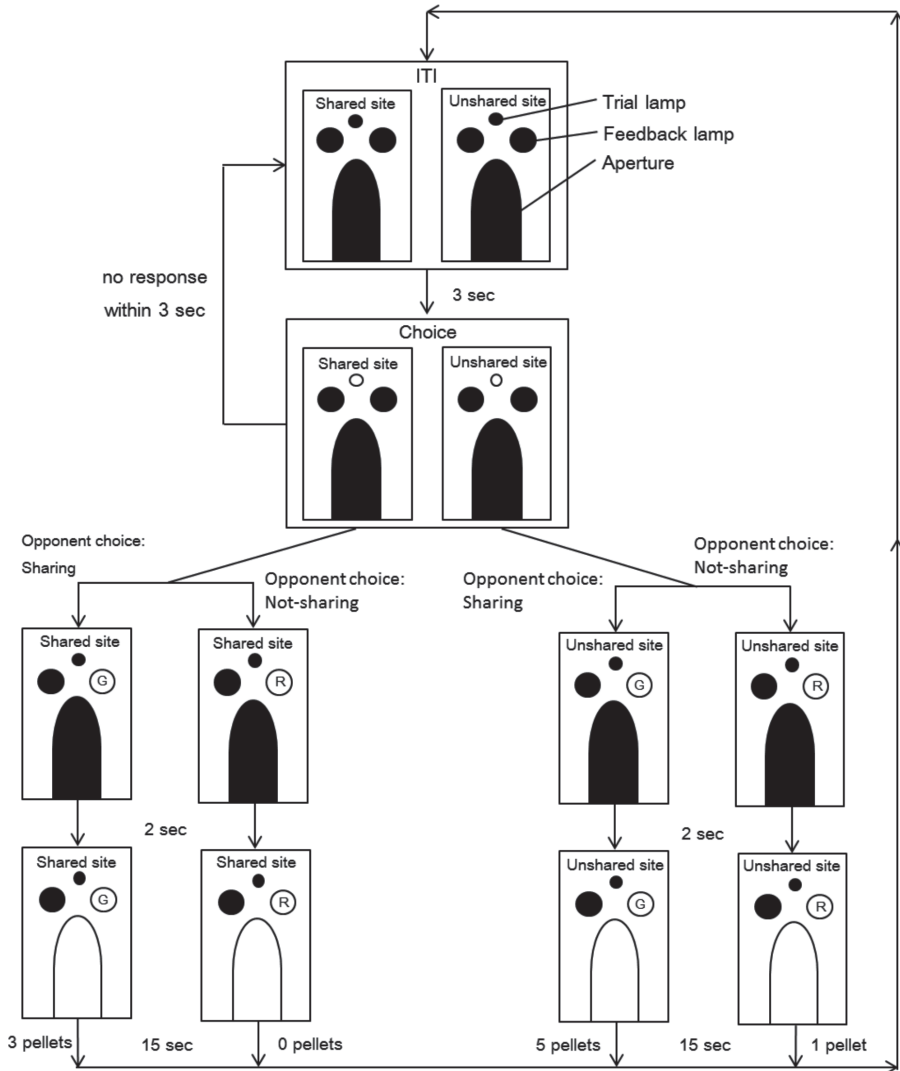 ITI
Shared site
Unshared site
Trial lamp
Feedback lamp
Aperture
no response
within 3 sec
3 sec
Choice
Shared site
Unshared site
Opponent choice:
Sharing
Opponent choice:
Not-sharing
Opponent choice:
Sharing
Opponent choice:
Not-sharing
Shared site
G
Shared site
R
Unshared site
G
Unshared site
R
2 sec
2 sec
Shared site
G
Shared site
R
Unshared site
G
Unshared site
R
3 pellets
15 sec
0 pellets
5 pellets
15 sec
1 pellet